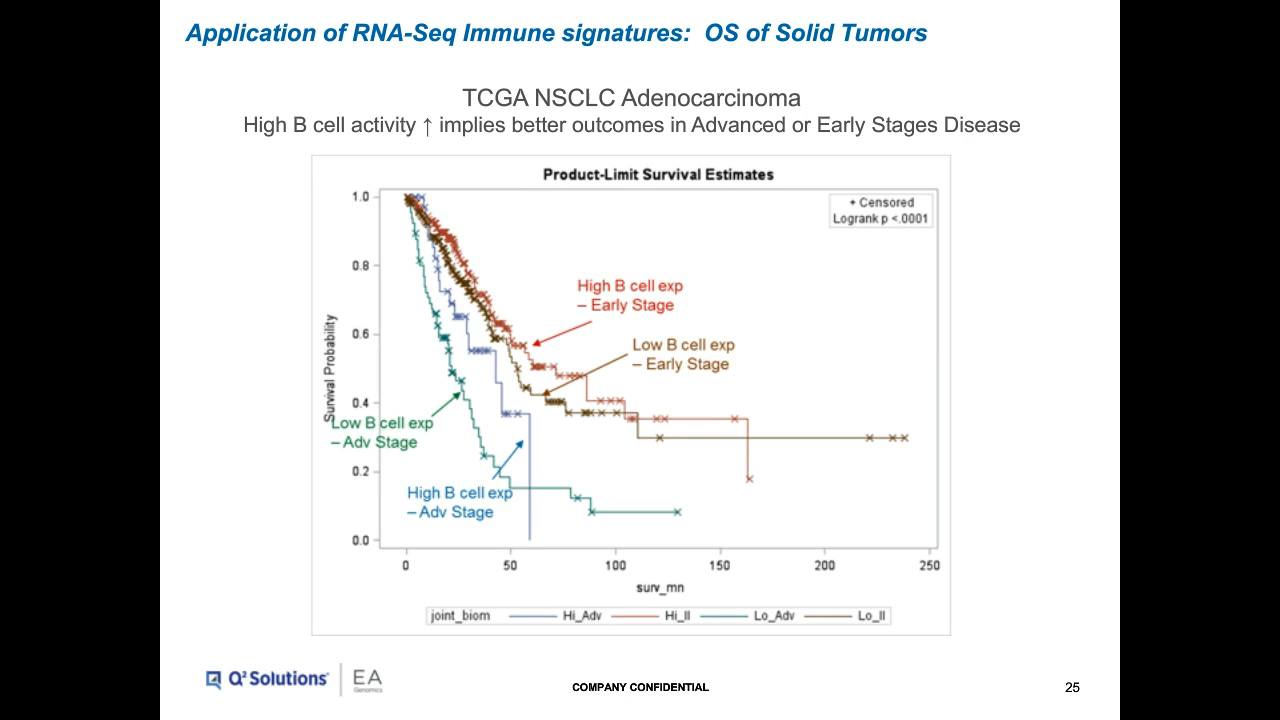 Application of RNA-Seq Immune signatures:  OS of Solid Tumors
TCGA NSCLC Adenocarcinoma
High B cell activity ↑ implies better outcomes in Advanced or Early Stages Disease
Product-Limit Survival Estimates
+ Censored
Logrank p <.0001
1.0
0.8
0.6
0.4
0.2
0.0
Survival Probability
High B cell exp
– Early Stage
Low B cell exp
– Early Stage
Low B cell exp
– Adv Stage
High B cell exp
– Adv Stage
0 50 100 150 200 250
surv_mn
joint_biom Hi_Adv Hi_II Lo_Adv Lo_II
Q² Solutions® EA
Genomics
COMPANY CONFIDENTIAL
25